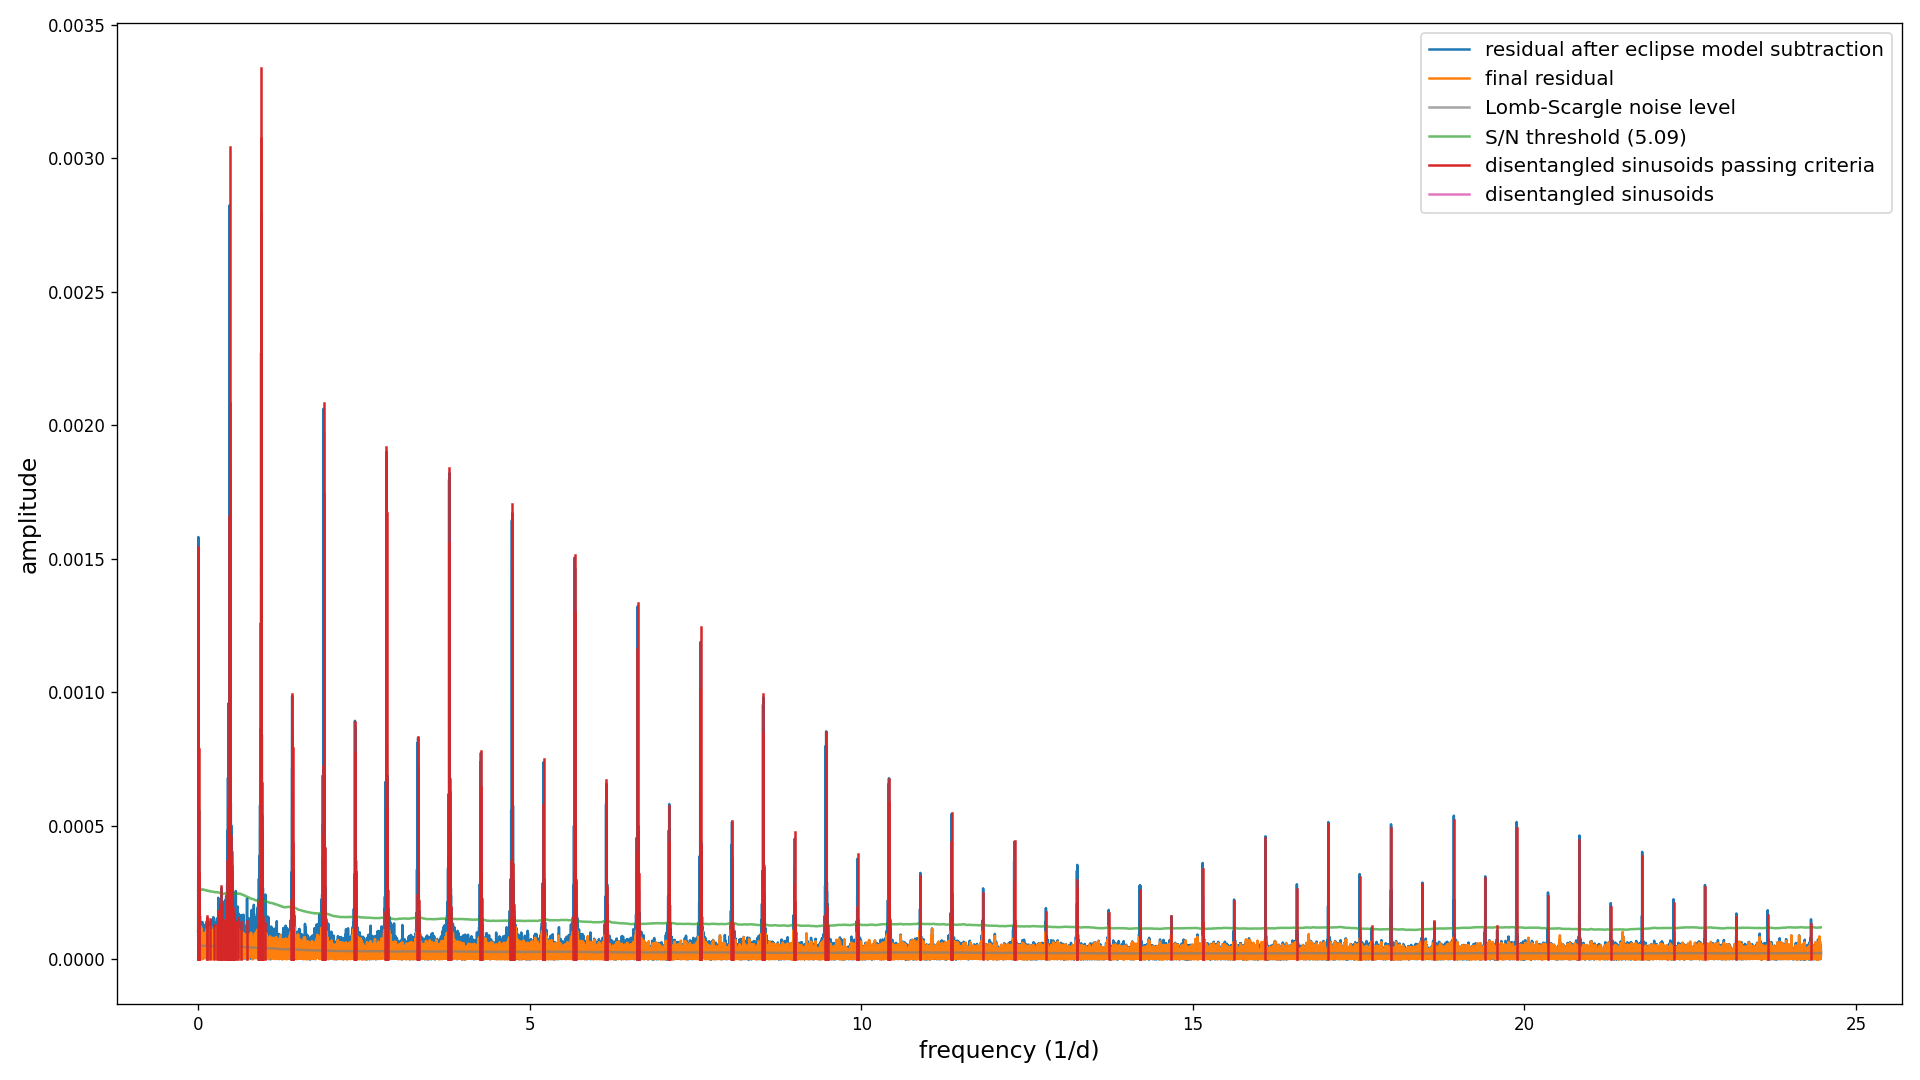 0.0035
0.0030
0.0025
0.0020
0.0015
0.0010
0.0005
0.0000
amplitude
0 5 10 15 20 25
frequency (1/d)
residual after eclipse model subtraction
final residual
Lomb-Scargle noise level
S/N threshold (5.09)
disentangled sinusoids passing criteria
disentangled sinusoids